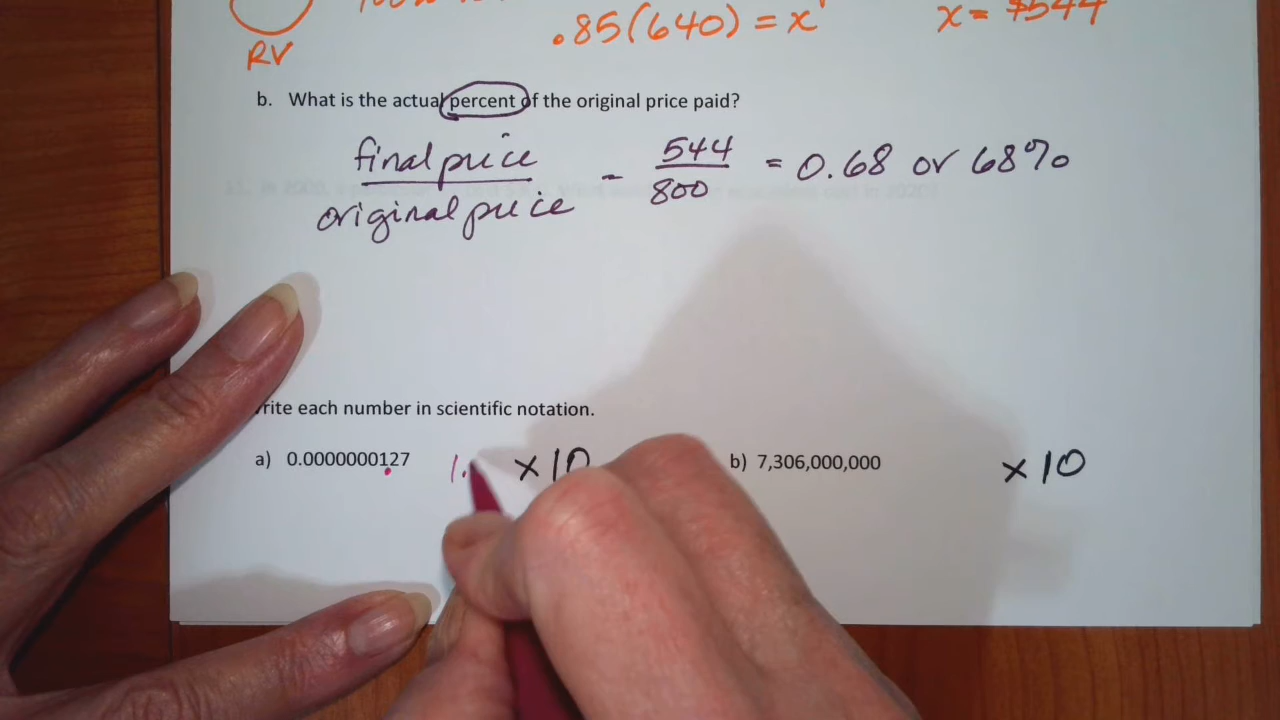 .85(640) = x
x = $544
RV
b. What is the actual percent of the original price paid?
final price
original price
= 544/800 = 0.68 or 68%
rite each number in scientific notation.
a) 0.0000000127 1. x 10 b) 7,306,000,000 x 10